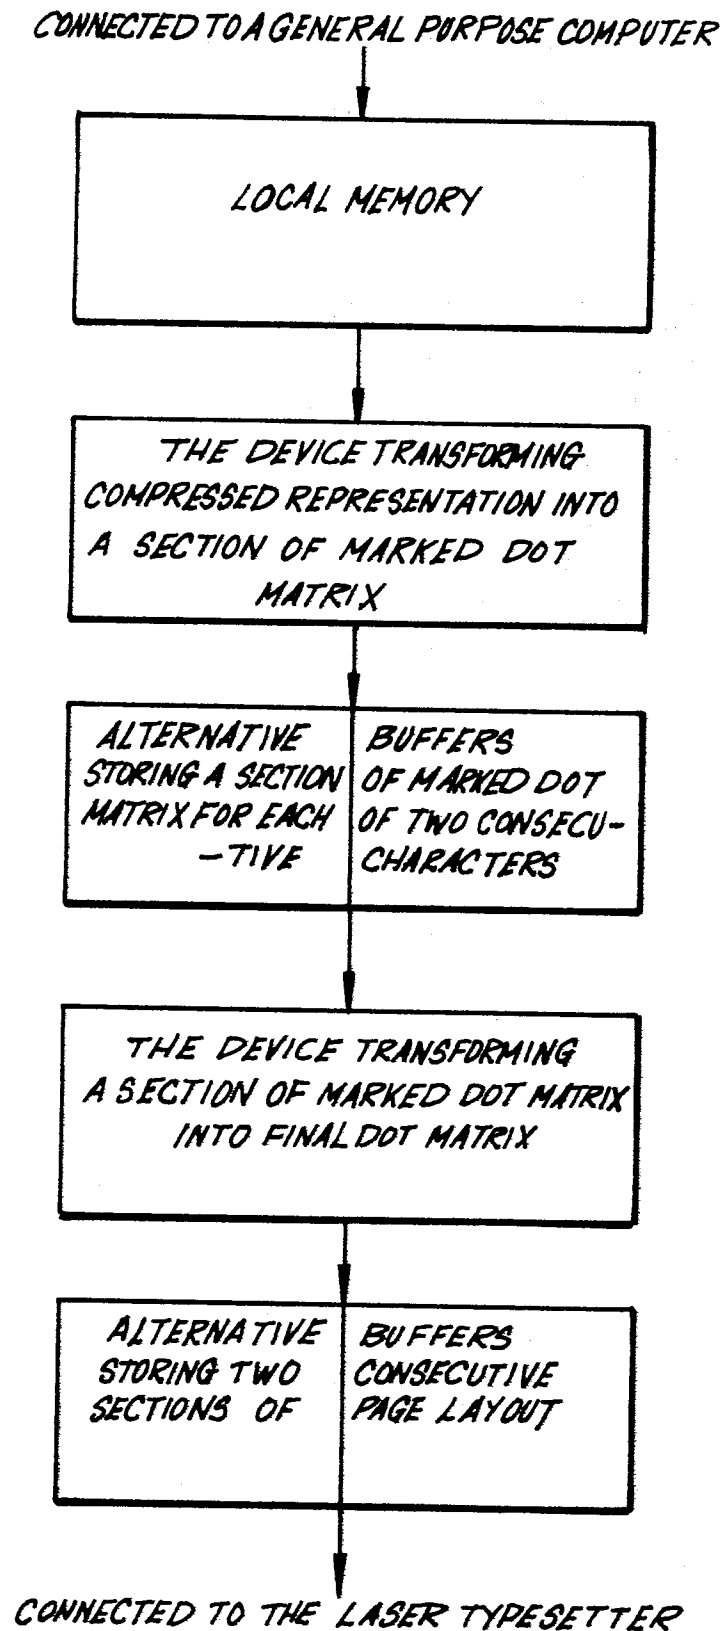 CONNECTED TO A GENERAL PURPOSE COMPUTER
LOCAL MEMORY
THE DEVICE TRANSFORMING
COMPRESSED REPRESENTATION INTO
A SECTION OF MARKED DOT
MATRIX
ALTERNATIVE BUFFERS
STORING A SECTION OF MARKED DOT
MATRIX FOR EACH OF TWO CONSECU-
-TIVE CHARACTERS
THE DEVICE TRANSFORMING
A SECTION OF MARKED DOT MATRIX
INTO FINAL DOT MATRIX
ALTERNATIVE BUFFERS
STORING TWO CONSECUTIVE
SECTIONS OF PAGE LAYOUT
CONNECTED TO THE LASER TYPESETTER